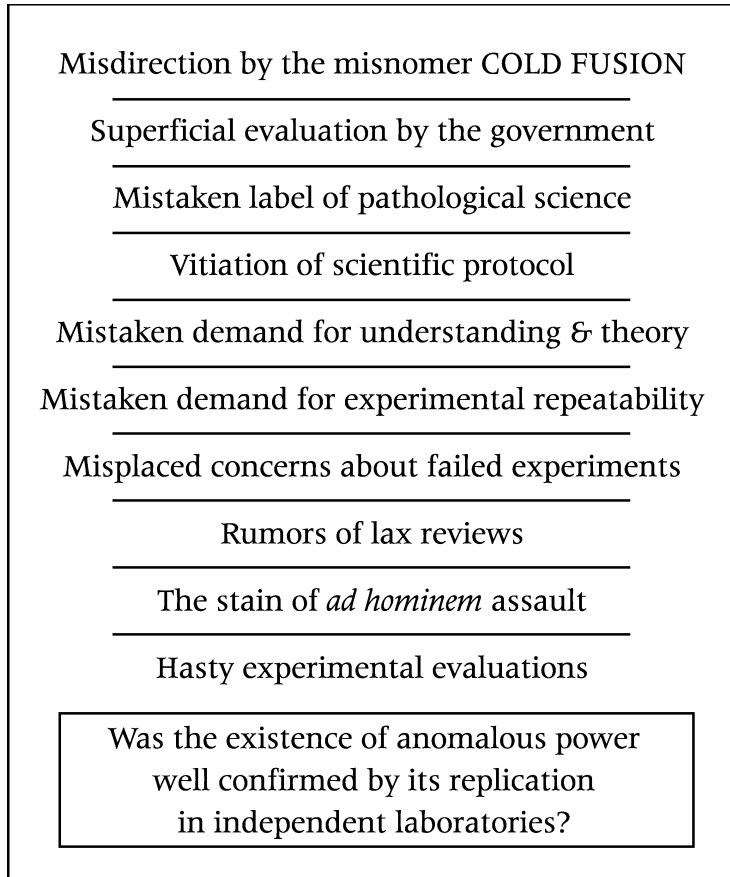 Misdirection by the misnomer COLD FUSION
Superficial evaluation by the government
Mistaken label of pathological science
Vitiation of scientific protocol
Mistaken demand for understanding & theory
Mistaken demand for experimental repeatability
Misplaced concerns about failed experiments
Rumors of lax reviews
The stain of ad hominem assault
Hasty experimental evaluations
Was the existence of anomalous power
well confirmed by its replication
in independent laboratories?